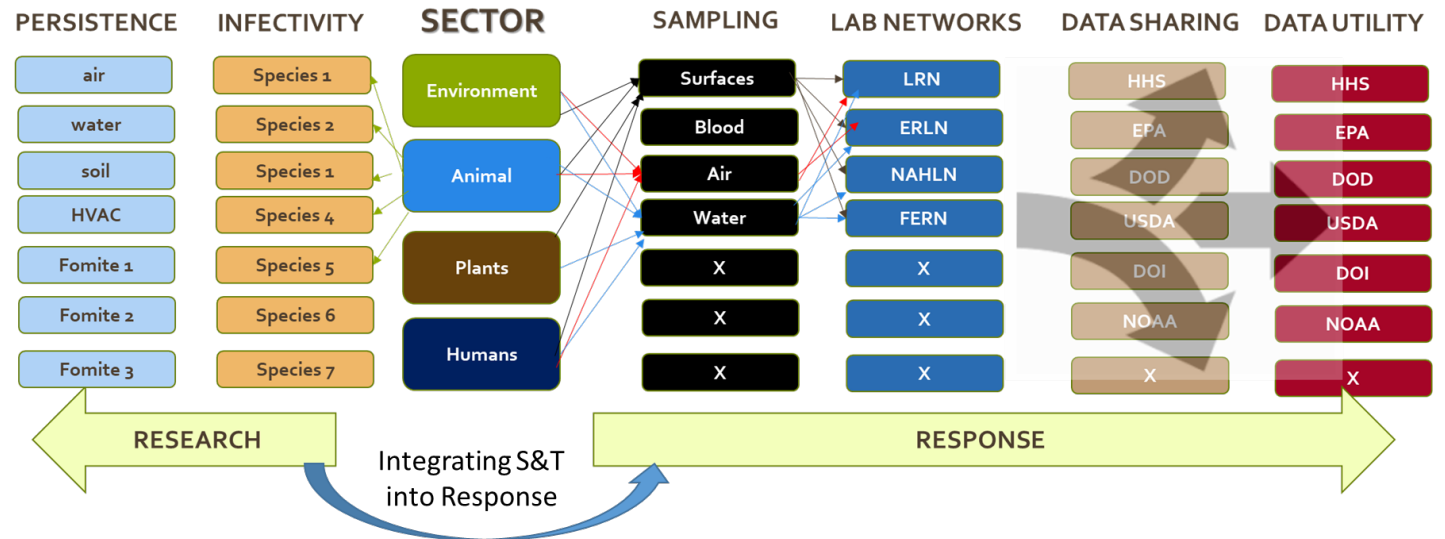 PERSISTENCE INFECTIVITY SECTOR SAMPLING LAB NETWORKS DATA SHARING DATA UTILITY
air Species 1 Environment Surfaces LRN HHS HHS
water Species 2 Blood ERLN EPA EPA
soil Species 1 Animal Air NAHLN DOD DOD
HVAC Species 4 Water FERN USDA USDA
Fomite 1 Species 5 Plants X X DOI DOI
Fomite 2 Species 6 X X NOAA NOAA
Fomite 3 Species 7 Humans X X X X
RESEARCH RESPONSE
Integrating S&T
into Response